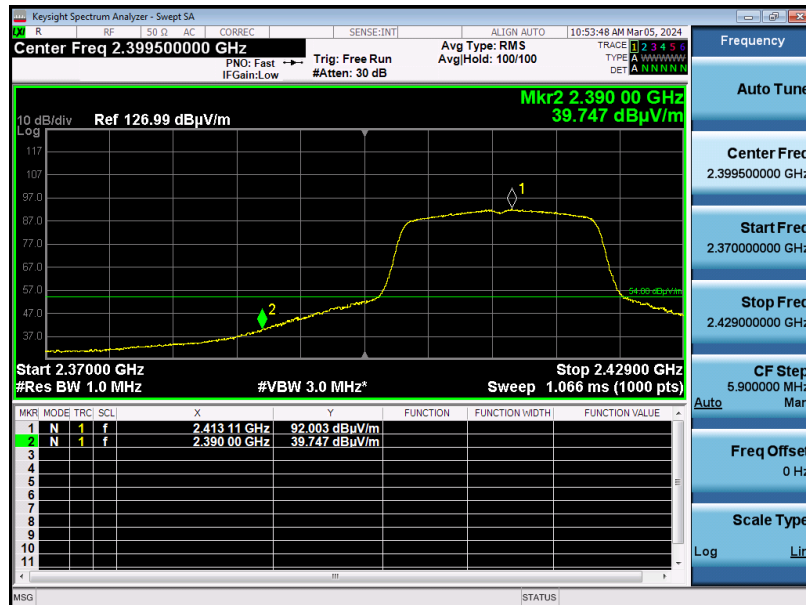 Keysight Spectrum Analyzer - Swept SA
LXI R RF 50 Ω AC CORREC SENSE:INT ALIGN AUTO 10:53:48 AM Mar 05, 2024
Center Freq 2.399500000 GHz
PNO: Fast
IFGain:Low
Trig: Free Run
#Atten: 30 dB
Avg Type: RMS
Avg|Hold: 100/100
TRACE 1 2 3 4 5 6
TYPE A WWWWW
DET A N N N N N
Mkr2 2.390 00 GHz
39.747 dBµV/m
10 dB/div Ref 126.99 dBµV/m
Log
117
107
97.0
87.0
77.0
67.0
57.0
47.0
37.0
1
2
54.00 dBµV/m
Start 2.37000 GHz Stop 2.42900 GHz
#Res BW 1.0 MHz #VBW 3.0 MHz* Sweep 1.066 ms (1000 pts)
MKR MODE TRC SCL X Y FUNCTION FUNCTION WIDTH FUNCTION VALUE
1 N 1 f 2.413 11 GHz 92.003 dBµV/m
2 N 1 f 2.390 00 GHz 39.747 dBµV/m
3
4
5
6
7
8
9
10
11
MSG STATUS
Frequency
Auto Tune
Center Freq
2.399500000 GHz
Start Freq
2.370000000 GHz
Stop Freq
2.429000000 GHz
CF Step
5.900000 MHz
Auto Man
Freq Offset
0 Hz
Scale Type
Log Lin